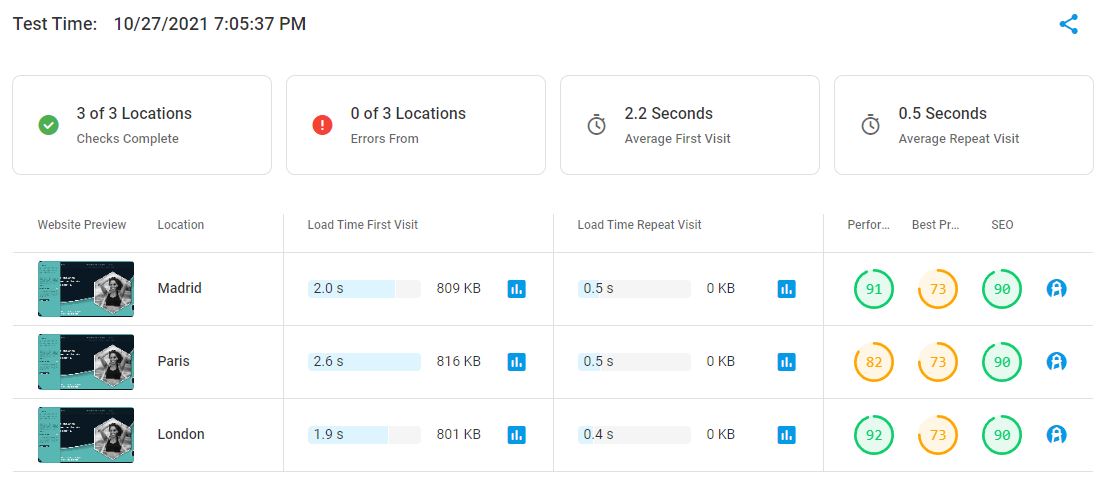 Test Time: 10/27/2021 7:05:37 PM
3 of 3 Locations
Checks Complete
0 of 3 Locations
Errors From
2.2 Seconds
Average First Visit
0.5 Seconds
Average Repeat Visit
Website Preview Location Load Time First Visit Load Time Repeat Visit Perfor... Best Pr... SEO
Madrid 2.0 s 809 KB 0.5 s 0 KB 91 73 90
Paris 2.6 s 816 KB 0.5 s 0 KB 82 73 90
London 1.9 s 801 KB 0.4 s 0 KB 92 73 90